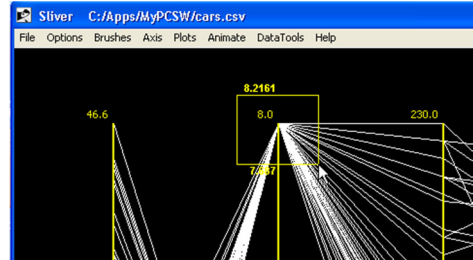 Sliver C:/Apps/MyPCSW/cars.csv
File Options Brushes Axis Plots Animate DataTools Help
8.2161
46.6 8.0 230.0